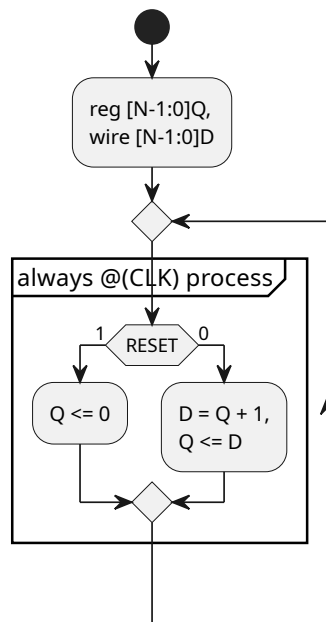 reg [N-1:0]Q,
wire [N-1:0]D
always @(CLK) process
1
RESET
0
Q <= 0
D = Q + 1,
Q <= D